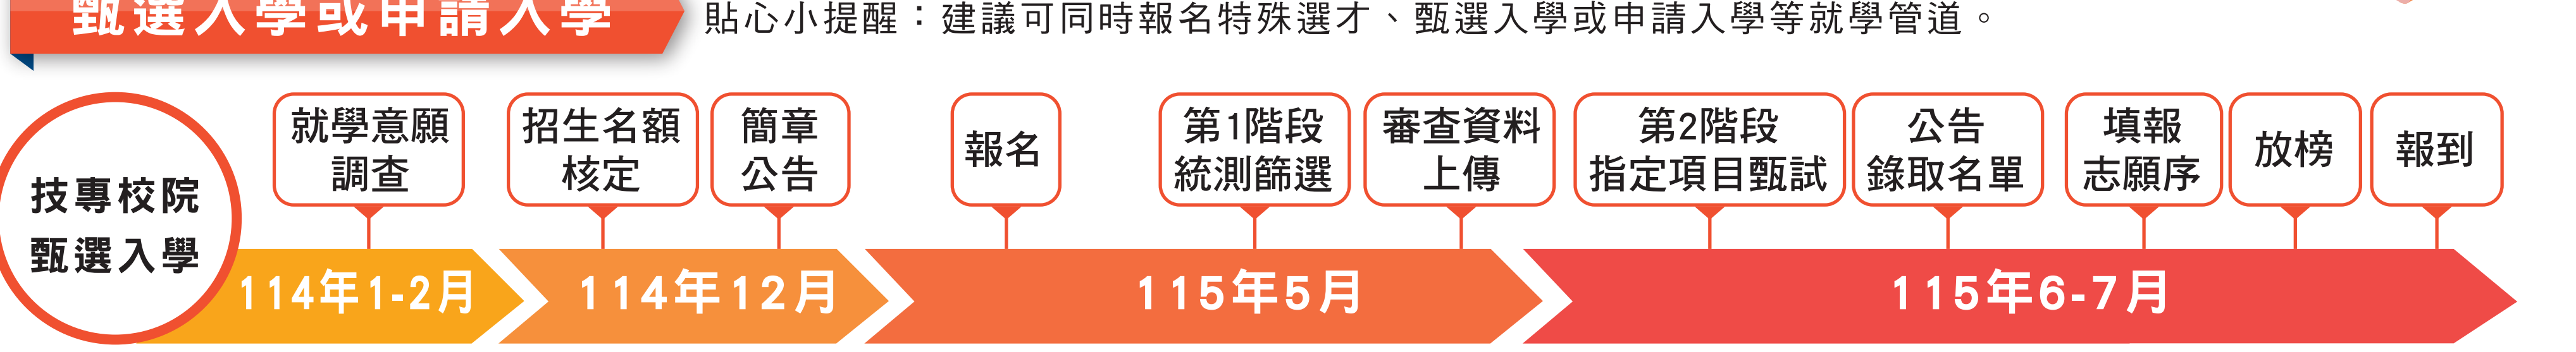 甄選入學或申請入學
貼心小提醒：建議可同時報名特殊選才、甄選入學或申請入學等就學管道。
技專校院
甄選入學
就學意願
調查
招生名額
核定
簡章
公告
報名
第1階段
統測篩選
審查資料
上傳
第2階段
指定項目甄試
公告
錄取名單
填報
志願序
放榜
報到
114年1-2月
114年12月
115年5月
115年6-7月